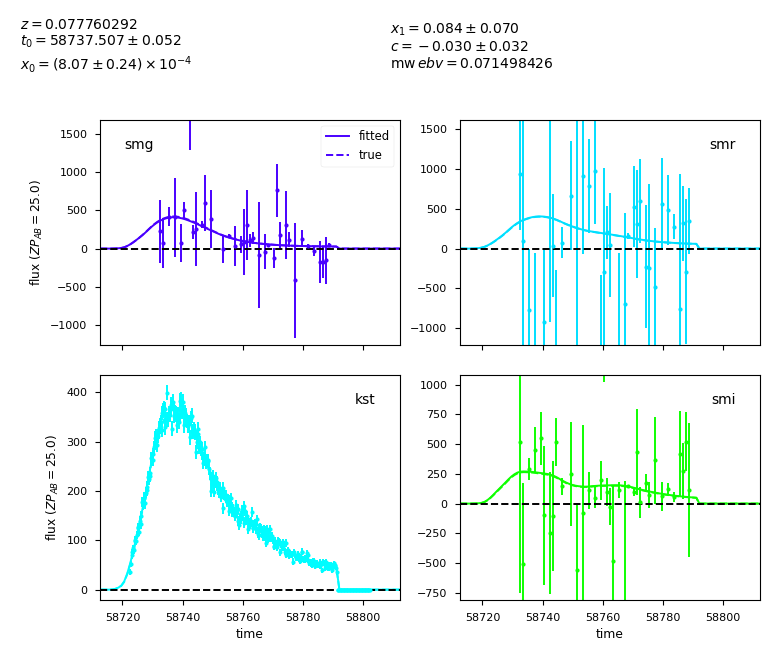 z = 0.077760292
t₀ = 58737.507 ± 0.052
x₀ = (8.07 ± 0.24) × 10⁻⁴
x₁ = 0.084 ± 0.070
c = −0.030 ± 0.032
mw ebv = 0.071498426
1500
1000
500
0
−500
−1000
flux (ZP_AB = 25.0)
smg
fitted
true
1500
1000
500
0
−500
−1000
smr
400
300
200
100
0
flux (ZP_AB = 25.0)
kst
58720
58740
58760
58780
58800
time
1000
750
500
250
0
−250
−500
−750
smi
58720
58740
58760
58780
58800
time